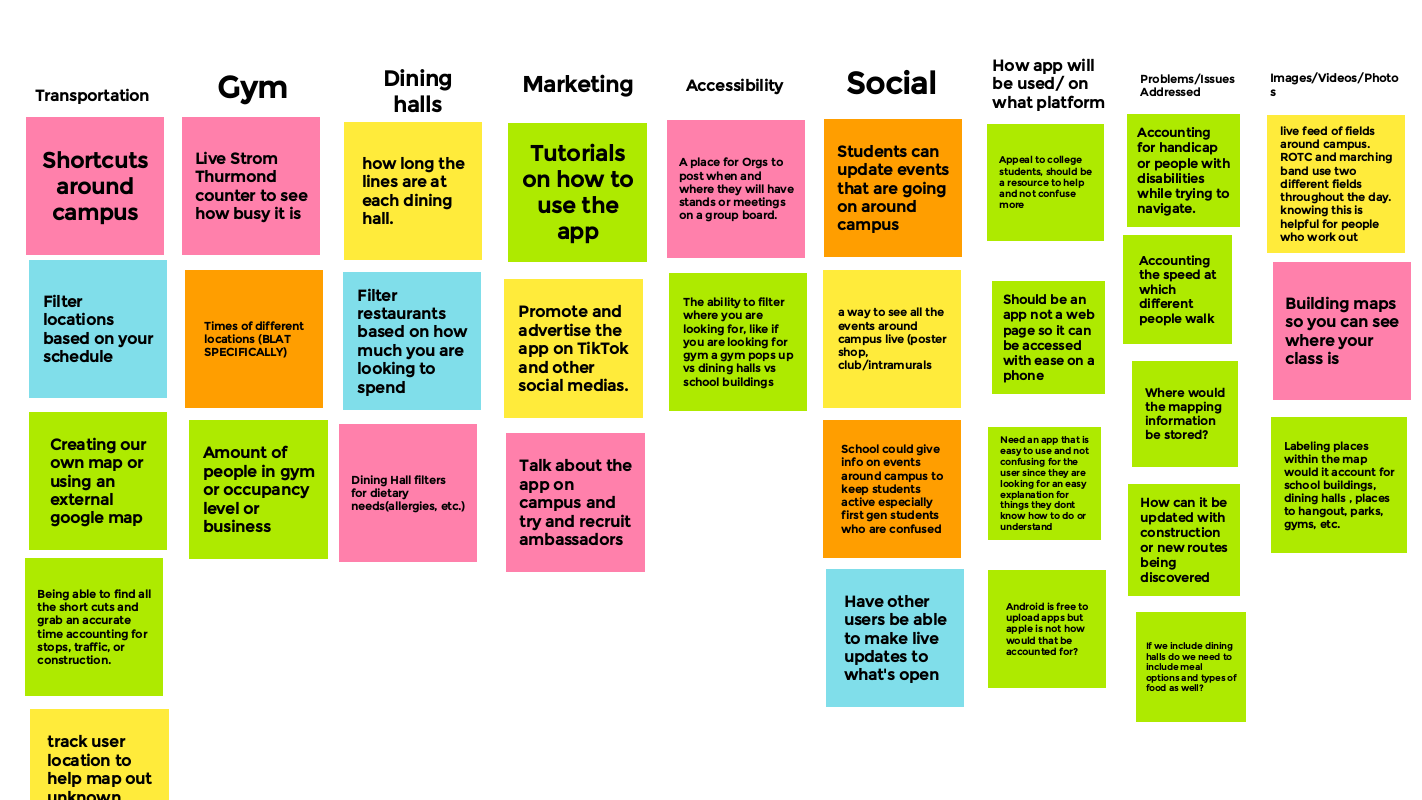 Transportation
Shortcuts
around
campus
Filter
locations
based on your
schedule
Creating our
own map or
using an
external
google map
Being able to find all
the short cuts and
grab an accurate
time accounting for
stops, traffic, or
construction.
track user
location to
help map out
unknown
Gym
Live Strom
Thurmond
counter to see
how busy it is
Times of different
locations (BLAT
SPECIFICALLY)
Amount of
people in gym
or occupancy
level or
business
Dining
halls
how long the
lines are at
each dining
hall.
Filter
restaurants
based on how
much you are
looking to
spend
Dining Hall filters
for dietary
needs(allergies, etc.)
Marketing
Tutorials
on how to
use the
app
Promote and
advertise the
app on TikTok
and other
social medias.
Talk about the
app on
campus and
try and recruit
ambassadors
Accessibility
A place for Orgs to
post when and
where they will have
stands or meetings
on a group board.
The ability to filter
where you are
looking for, like if
you are looking for
gym a gym pops up
vs dining halls vs
school buildings
Social
Students can
update events
that are going
on around
campus
a way to see all the
events around
campus live (poster
shop,
club/intramurals
School could give
info on events
around campus to
keep students
active especially
first gen students
who are confused
Have other
users be able
to make live
updates to
what's open
How app will
be used/ on
what platform
Appeal to college
students, should be
a resource to help
and not confuse
more
Should be an
app not a web
page so it can
be accessed
with ease on a
phone
Need an app that is
easy to use and not
confusing for the
user since they are
looking for an easy
explanation for
things they dont
know how to do or
understand
Android is free to
upload apps but
apple is not how
would that be
accounted for?
Problems/Issues
Addressed
Accounting
for handicap
or people with
disabilities
while trying to
navigate.
Accounting
the speed at
which
different
people walk
Where would
the mapping
information
be stored?
How can it be
updated with
construction
or new routes
being
discovered
If we include dining
halls do we need to
include meal
options and types of
food as well?
Images/Videos/Photo
s
live feed of fields
around campus.
ROTC and marching
band use two
different fields
throughout the day.
knowing this is
helpful for people
who work out
Building maps
so you can see
where your
class is
Labeling places
within the map
would it account for
school buildings,
dining halls , places
to hangout, parks,
gyms, etc.